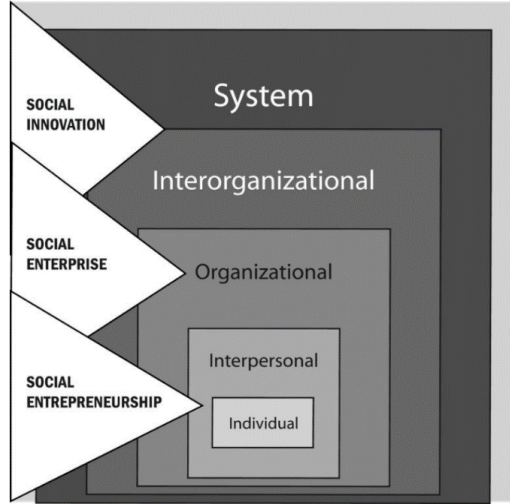 System
SOCIAL
INNOVATION
Interorganizational
SOCIAL
ENTERPRISE
Organizational
Interpersonal
SOCIAL
ENTREPRENEURSHIP
Individual